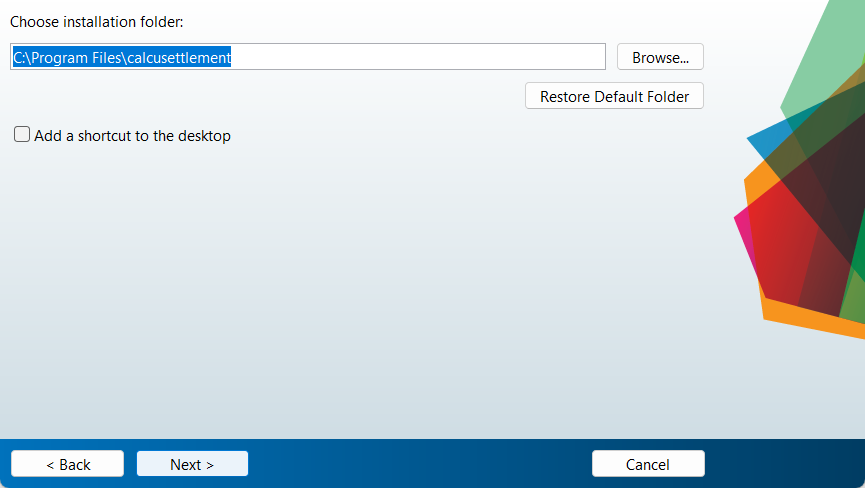 Choose installation folder:
C:\Program Files\calcusettlement
Browse...
Restore Default Folder
Add a shortcut to the desktop
< Back
Next >
Cancel